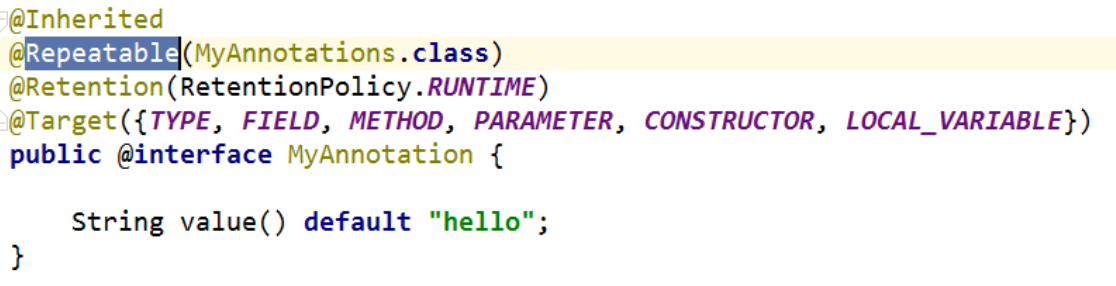 @Inherited
@Repeatable(MyAnnotations.class)
@Retention(RetentionPolicy.RUNTIME)
@Target({TYPE, FIELD, METHOD, PARAMETER, CONSTRUCTOR, LOCAL_VARIABLE})
public @interface MyAnnotation {
    String value() default "hello";
}